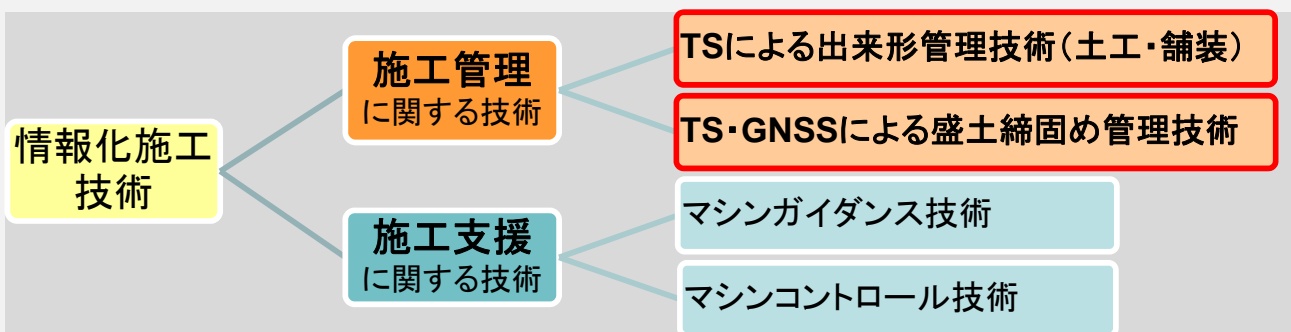 情報化施工
技術
施工管理
に関する技術
TSによる出来形管理技術(土工・舗装)
TS・GNSSによる盛土締固め管理技術
施工支援
に関する技術
マシンガイダンス技術
マシンコントロール技術